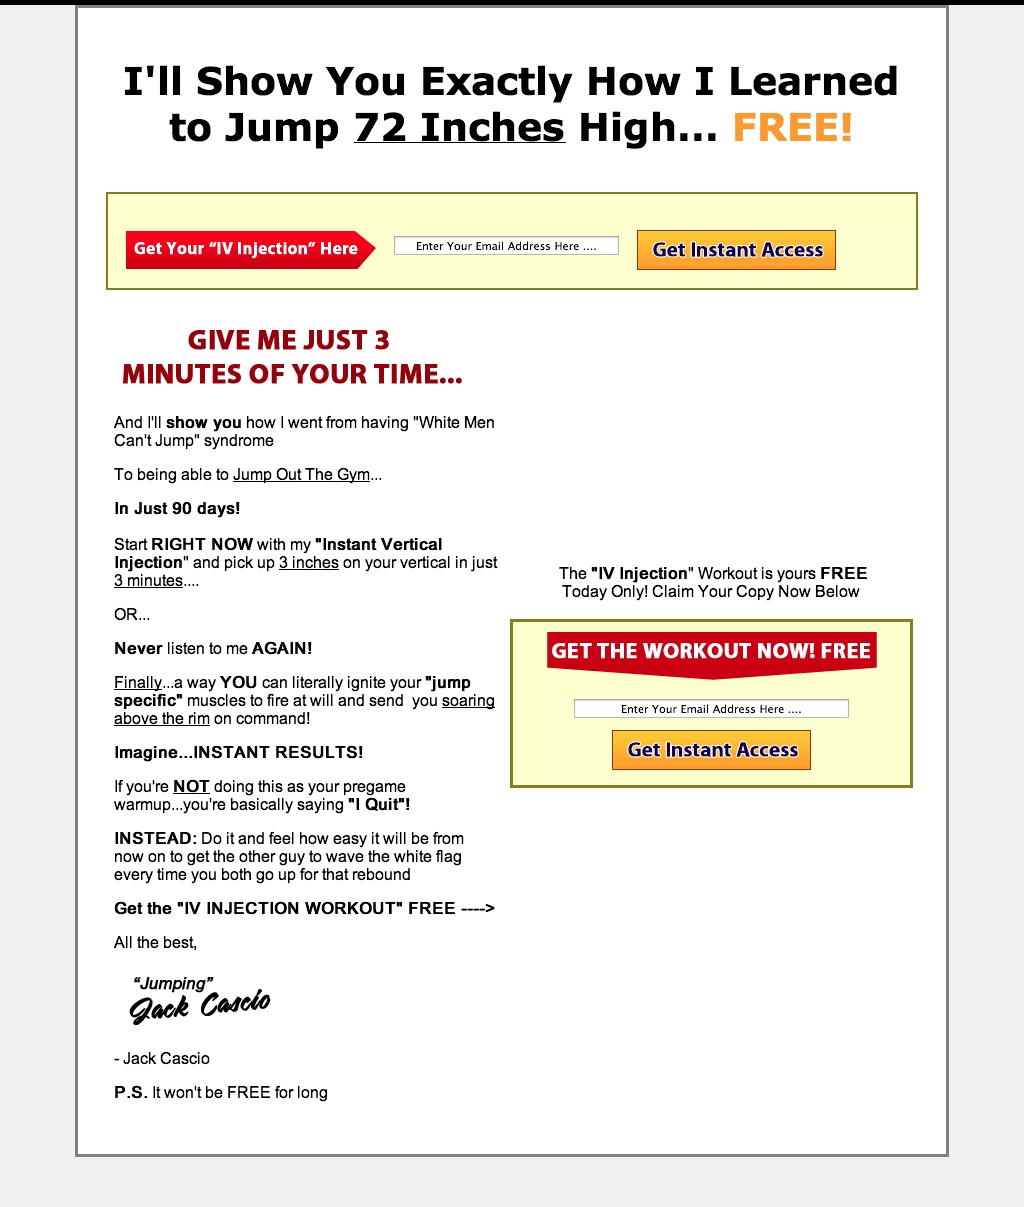 I'll Show You Exactly How I Learned
to Jump 72 Inches High... FREE!
Get Your “IV Injection” Here
Enter Your Email Address Here ....
Get Instant Access
GIVE ME JUST 3
MINUTES OF YOUR TIME...
And I'll show you how I went from having "White Men
Can't Jump" syndrome
To being able to Jump Out The Gym...
In Just 90 days!
Start RIGHT NOW with my "Instant Vertical
Injection" and pick up 3 inches on your vertical in just
3 minutes....
OR...
Never listen to me AGAIN!
Finally...a way YOU can literally ignite your "jump
specific" muscles to fire at will and send  you soaring
above the rim on command!
Imagine...INSTANT RESULTS!
If you're NOT doing this as your pregame
warmup...you're basically saying "I Quit"!
INSTEAD: Do it and feel how easy it will be from
now on to get the other guy to wave the white flag
every time you both go up for that rebound
Get the "IV INJECTION WORKOUT" FREE ---->
All the best,
“Jumping”
Jack Cascio
- Jack Cascio
P.S. It won't be FREE for long
The "IV Injection" Workout is yours FREE
Today Only! Claim Your Copy Now Below
GET THE WORKOUT NOW! FREE
Enter Your Email Address Here ....
Get Instant Access